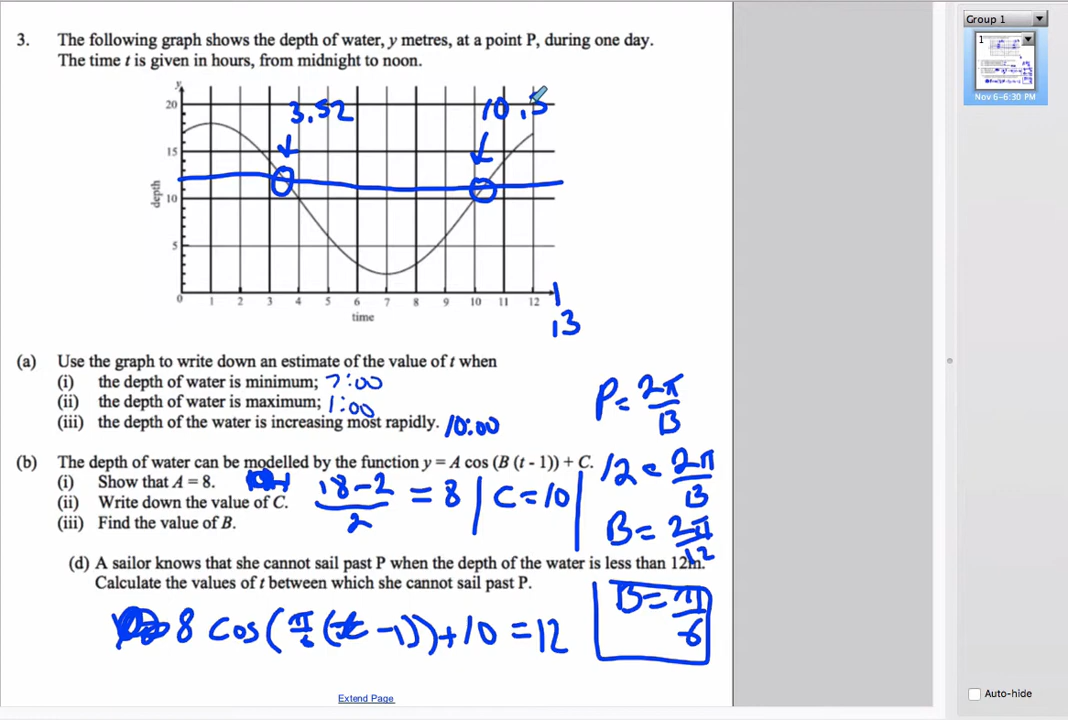 3. The following graph shows the depth of water, y metres, at a point P, during one day.
The time t is given in hours, from midnight to noon.
y
20
15
10
5
depth
0 1 2 3 4 5 6 7 8 9 10 11 12
time
3.52
10.5
1
13
(a) Use the graph to write down an estimate of the value of t when
(i) the depth of water is minimum; 7:00
(ii) the depth of water is maximum; 1:00
(iii) the depth of the water is increasing most rapidly. 10:00
P = 2π/B
(b) The depth of water can be modelled by the function y = A cos (B (t - 1)) + C.
12 = 2π/B
(i) Show that A = 8.
(ii) Write down the value of C.
(iii) Find the value of B.
18-2/2 = 8 | C = 10 |
B = 2π/12
(d) A sailor knows that she cannot sail past P when the depth of the water is less than 12m.
Calculate the values of t between which she cannot sail past P.
B = π/6
8 cos(π/6(t-1))+10 = 12
Extend Page
Group 1
1
Nov 6-6:30 PM
Auto-hide